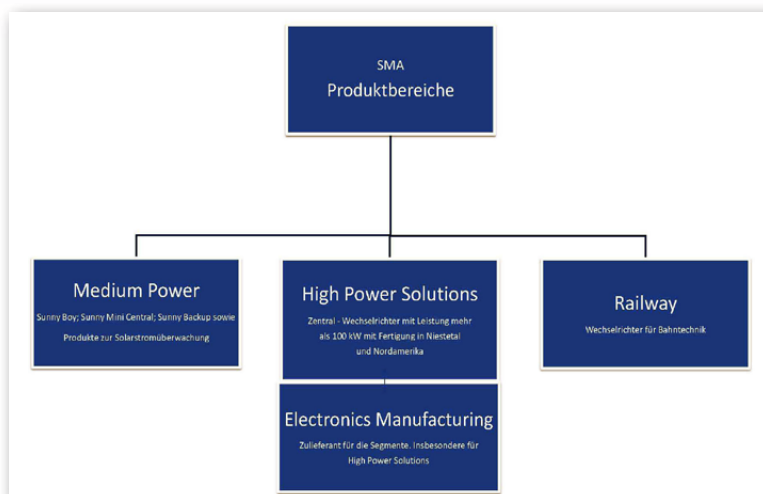 SMA
Produktbereiche
Medium Power
Sunny Boy; Sunny Mini Central; Sunny Backup sowie
Produkte zur Solarstromüberwachung
High Power Solutions
Zentral - Wechselrichter mit Leistung mehr
als 100 kW mit Fertigung in Niestetal
und Nordamerika
Railway
Wechselrichter für Bahntechnik
Electronics Manufacturing
Zulieferant für die Segmente. Insbesondere für
High Power Solutions